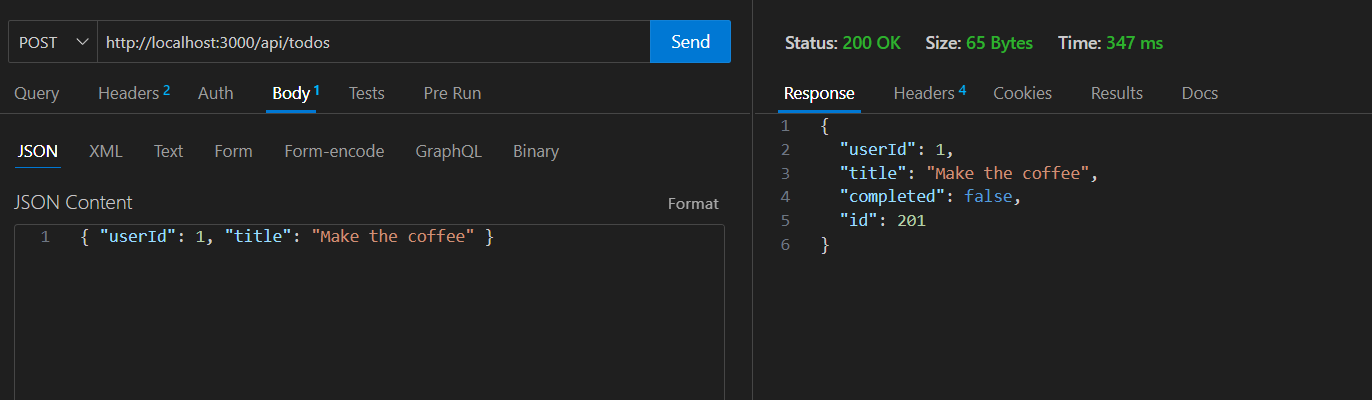 POST http://localhost:3000/api/todos Send
Query Headers 2 Auth Body 1 Tests Pre Run
JSON XML Text Form Form-encode GraphQL Binary
JSON Content Format
1 { "userId": 1, "title": "Make the coffee" }
Status: 200 OK Size: 65 Bytes Time: 347 ms
Response Headers 4 Cookies Results Docs
1 {
2 "userId": 1,
3 "title": "Make the coffee",
4 "completed": false,
5 "id": 201
6 }